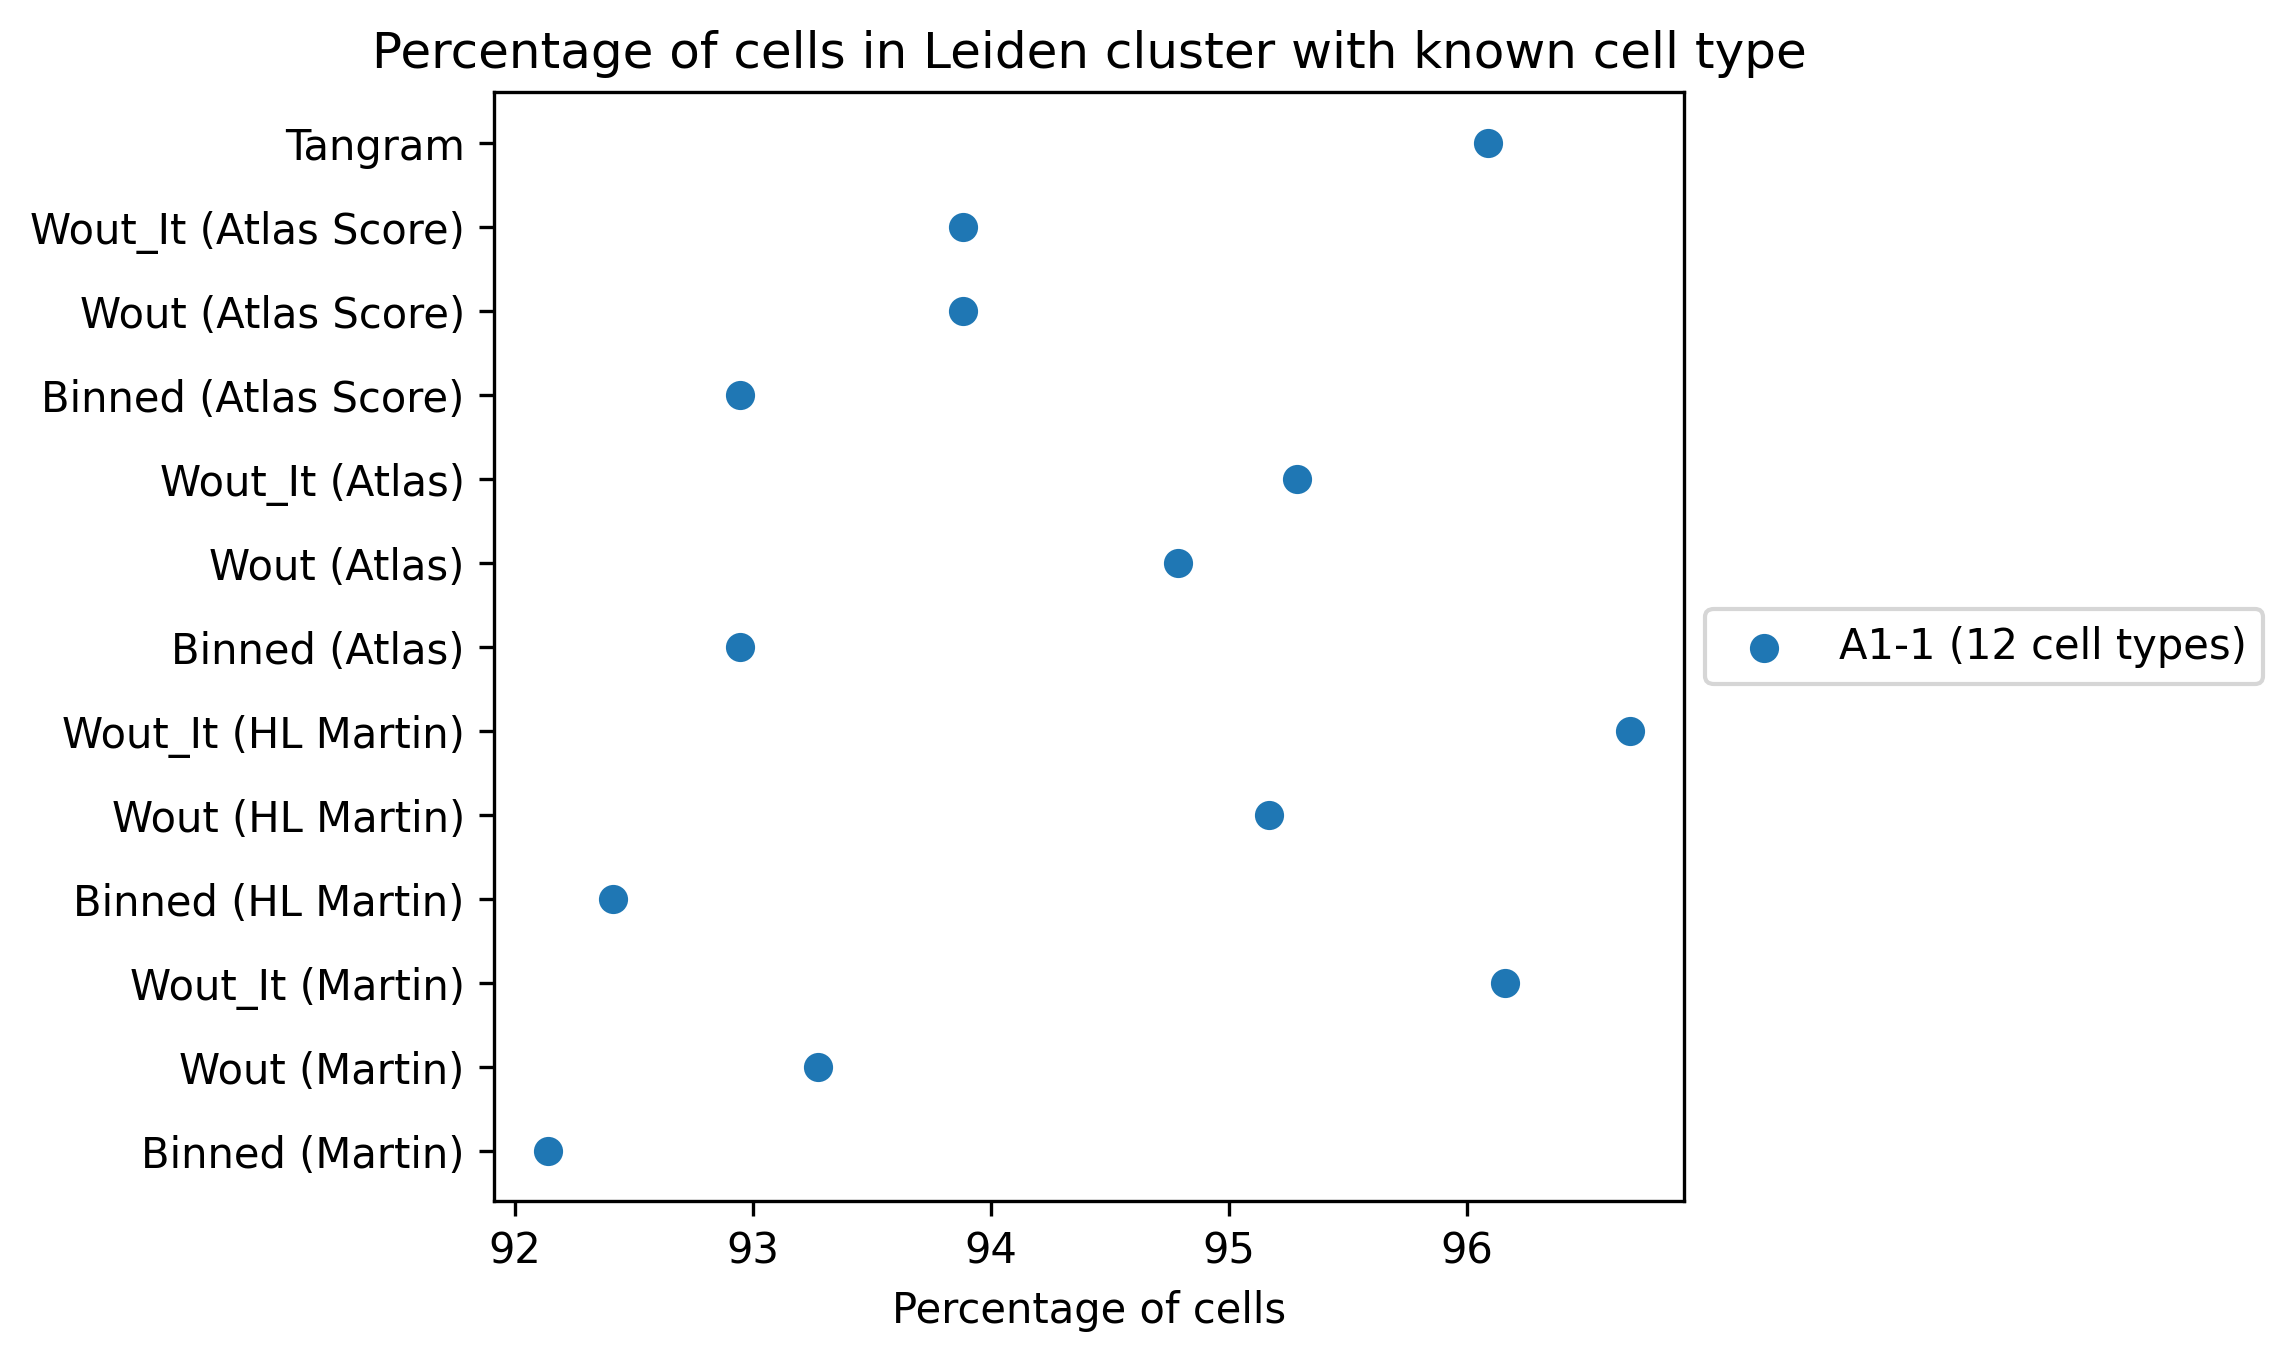 Percentage of cells in Leiden cluster with known cell type
Tangram
Wout_It (Atlas Score)
Wout (Atlas Score)
Binned (Atlas Score)
Wout_It (Atlas)
Wout (Atlas)
Binned (Atlas)
Wout_It (HL Martin)
Wout (HL Martin)
Binned (HL Martin)
Wout_It (Martin)
Wout (Martin)
Binned (Martin)
92 93 94 95 96
Percentage of cells
A1-1 (12 cell types)